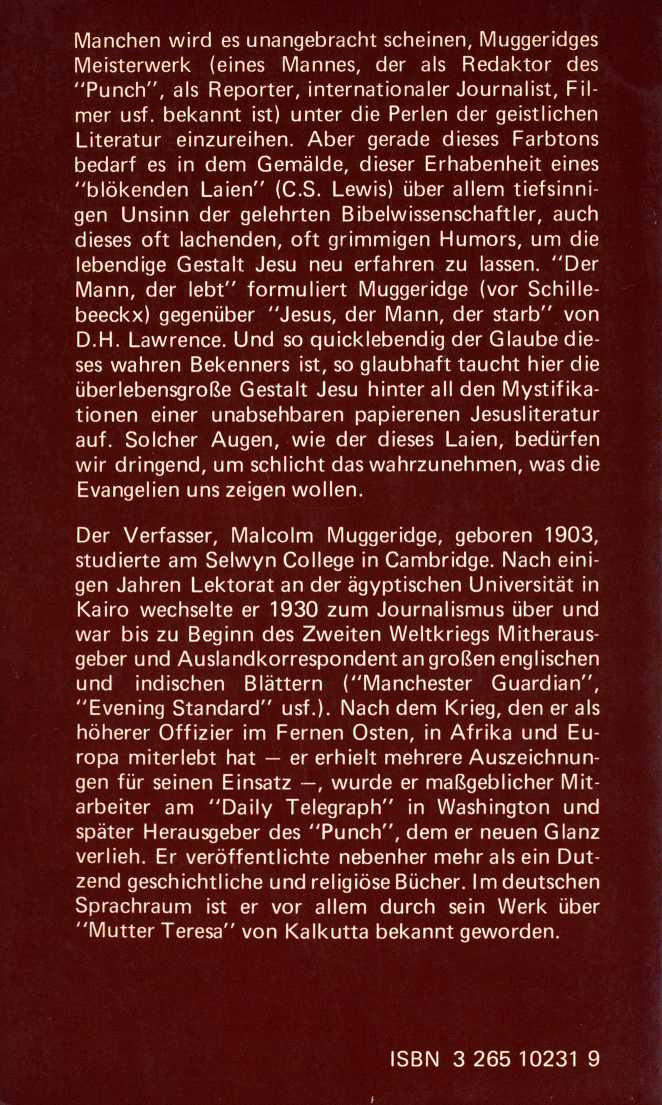 Manchen wird es unangebracht scheinen, Muggeridges
Meisterwerk (eines Mannes, der als Redaktor des
"Punch", als Reporter, internationaler Journalist, Fil-
mer usf. bekannt ist) unter die Perlen der geistlichen
Literatur einzureihen. Aber gerade dieses Farbtons
bedarf es in dem Gemälde, dieser Erhabenheit eines
"blökenden Laien" (C.S. Lewis) über allem tiefsinni-
gen Unsinn der gelehrten Bibelwissenschaftler, auch
dieses oft lachenden, oft grimmigen Humors, um die
lebendige Gestalt Jesu neu erfahren zu lassen. "Der
Mann, der lebt" formuliert Muggeridge (vor Schille-
beeckx) gegenüber "Jesus, der Mann, der starb" von
D.H. Lawrence. Und so quicklebendig der Glaube die-
ses wahren Bekenners ist, so glaubhaft taucht hier die
überlebensgroße Gestalt Jesu hinter all den Mystifika-
tionen einer unabsehbaren papierenen Jesusliteratur
auf. Solcher Augen, wie der dieses Laien, bedürfen
wir dringend, um schlicht das wahrzunehmen, was die
Evangelien uns zeigen wollen.
Der Verfasser, Malcolm Muggeridge, geboren 1903,
studierte am Selwyn College in Cambridge. Nach eini-
gen Jahren Lektorat an der ägyptischen Universität in
Kairo wechselte er 1930 zum Journalismus über und
war bis zu Beginn des Zweiten Weltkriegs Mitheraus-
geber und Auslandkorrespondent an großen englischen
und indischen Blättern ("Manchester Guardian",
"Evening Standard" usf.). Nach dem Krieg, den er als
höherer Offizier im Fernen Osten, in Afrika und Eu-
ropa miterlebt hat — er erhielt mehrere Auszeichnun-
gen für seinen Einsatz —, wurde er maßgeblicher Mit-
arbeiter am "Daily Telegraph" in Washington und
später Herausgeber des "Punch", dem er neuen Glanz
verlieh. Er veröffentlichte nebenher mehr als ein Dut-
zend geschichtliche und religiöse Bücher. Im deutschen
Sprachraum ist er vor allem durch sein Werk über
"Mutter Teresa" von Kalkutta bekannt geworden.
ISBN 3 265 10231 9